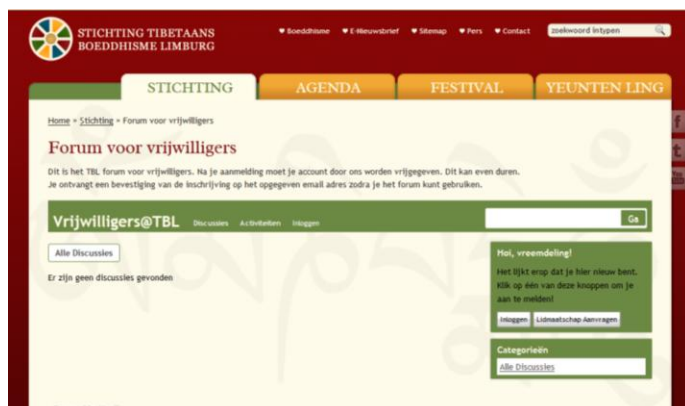 STICHTING TIBETAANS
BOEDDHISME LIMBURG
♥ Boeddhisme ♥ E-Nieuwsbrief ♥ Sitemap ♥ Pers ♥ Contact
zoekwoord intypen
STICHTING AGENDA FESTIVAL YEUNTEN LING
Home » Stichting » Forum voor vrijwilligers
Forum voor vrijwilligers
Dit is het TBL forum voor vrijwilligers. Na je aanmelding moet je account door ons worden vrijgegeven. Dit kan even duren.
Je ontvangt een bevestiging van de inschrijving op het opgegeven email adres zodra je het forum kunt gebruiken.
Vrijwilligers@TBL Discussies Activiteiten Inloggen
Ga
Alle Discussies
Er zijn geen discussies gevonden
Hoi, vreemdeling!
Het lijkt erop dat je hier nieuw bent.
Klik op één van deze knoppen om je
aan te melden!
Inloggen Lidmaatschap Aanvragen
Categorieën
Alle Discussies
f
t
You